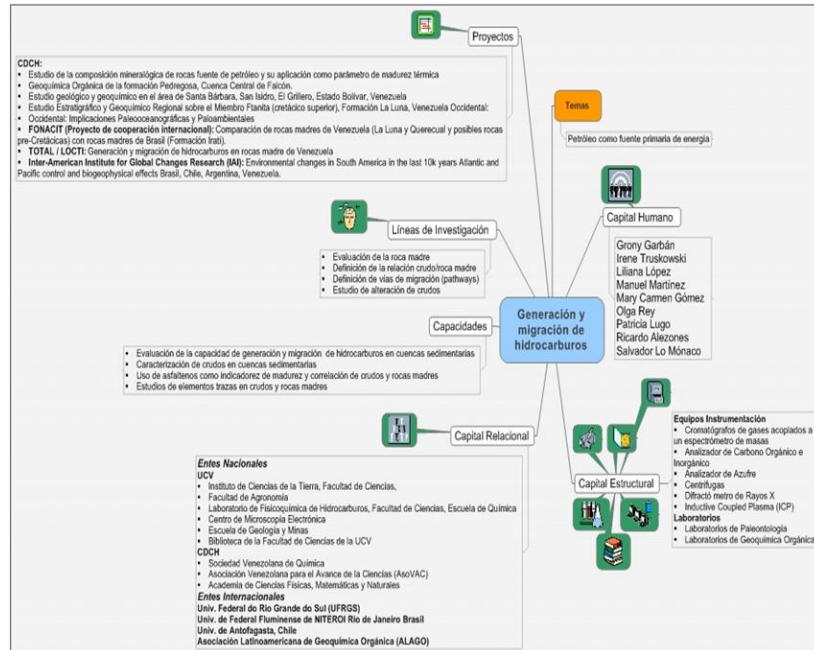 Proyectos
CDCH:
• Estudio de la composición mineralógica de rocas fuente de petróleo y su aplicación como parámetro de madurez térmica
• Geoquímica Orgánica de la formación Pedregosa, Cuenca Central de Falcón.
• Estudio geológico y geoquímico en el área de Santa Bárbara, San Isidro, El Grillero, Estado Bolívar, Venezuela
• Estudio Estratigráfico y Geoquímico Regional sobre el Miembro Ftanita (cretácico superior), Formación La Luna, Venezuela Occidental:
• Occidental: Implicaciones Paleoceanográficas y Paloambientales
• FONACIT (Proyecto de cooperación internacional): Comparación de rocas madres de Venezuela (La Luna y Querecual y posibles rocas
pre-Cretácicas) con rocas madres de Brasil (Formación Irati).
• TOTAL / LOCTI: Generación y migración de hidrocarburos en rocas madre de Venezuela
• Inter-American Institute for Global Changes Research (IAI): Environmental changes in South America in the last 10k years Atlantic and
Pacific control and biogeophysical effects Brasil, Chile, Argentina, Venezuela.
Temas
Petróleo como fuente primaria de energía
Capital Humano
Grony Garbán
Irene Truskowski
Liliana López
Manuel Martínez
Mary Carmen Gómez
Olga Rey
Patricia Lugo
Ricardo Alezones
Salvador Lo Mónaco
Líneas de Investigación
• Evaluación de la roca madre
• Definición de la relación crudo/roca madre
• Definición de vías de migración (pathways)
• Estudio de alteración de crudos
Generación y
migración de
hidrocarburos
Capacidades
• Evaluación de la capacidad de generación y migración de hidrocarburos en cuencas sedimentarias
• Caracterización de crudos en cuencas sedimentarias
• Uso de asfaltenos como indicadores de madurez y correlación de crudos y rocas madres
• Estudios de elementos trazas en crudos y rocas madres
Capital Relacional
Entes Nacionales
UCV
• Instituto de Ciencias de la Tierra, Facultad de Ciencias,
• Facultad de Agronomía
• Laboratorio de Fisicoquímica de Hidrocarburos, Facultad de Ciencias, Escuela de Química
• Centro de Microscopia Electrónica
• Escuela de Geología y Minas
• Biblioteca de la Facultad de Ciencias de la UCV
CDCH
• Sociedad Venezolana de Química
• Asociación Venezolana para el Avance de la Ciencias (AsoVAC)
• Academia de Ciencias Físicas, Matemáticas y Naturales
Entes Internacionales
Univ. Federal do Rio Grande do Sul (UFRGS)
Univ. de Federal Fluminense de NITEROI Rio de Janeiro Brasil
Univ. de Antofagasta, Chile
Asociación Latinoamericana de Geoquímica Orgánica (ALAGO)
Capital Estructural
Equipos Instrumentación
• Cromatógrafos de gases acoplados a
un espectrómetro de masas
• Analizador de Carbono Orgánico e
Inorgánico
• Analizador de Azufre
• Centrifugas
• Difractó metro de Rayos X
• Inductive Coupled Plasma (ICP)
Laboratorios
• Laboratorios de Paleontología
• Laboratorios de Geoquímica Orgánica